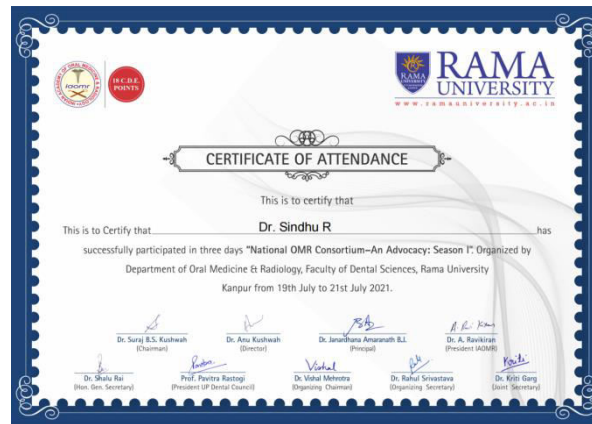 iaomr
18 C.D.E.
POINTS
RAMA
RAMA
UNIVERSITY
www.ramauniversity.ac.in
CERTIFICATE OF ATTENDANCE
This is to certify that
This is to Certify that Dr. Sindhu R has
successfully participated in three days "National OMR Consortium–An Advocacy: Season I". Organized by
Department of Oral Medicine & Radiology, Faculty of Dental Sciences, Rama University
Kanpur from 19th July to 21st July 2021.
Dr. Suraj B.S. Kushwah Dr. Anu Kushwah Dr. Janardhana Amaranath B.J. Dr. A. Ravikiran
(Chairman) (Director) (Principal) (President IAOMR)
Vishal
Dr. Shalu Rai Prof. Pavitra Rastogi Dr. Vishal Mehrotra Dr. Rahul Srivastava Dr. Kriti Garg
(Hon. Gen. Secretary) (President UP Dental Council) (Organizing Chairman) (Organizing Secretary) (Joint Secretary)